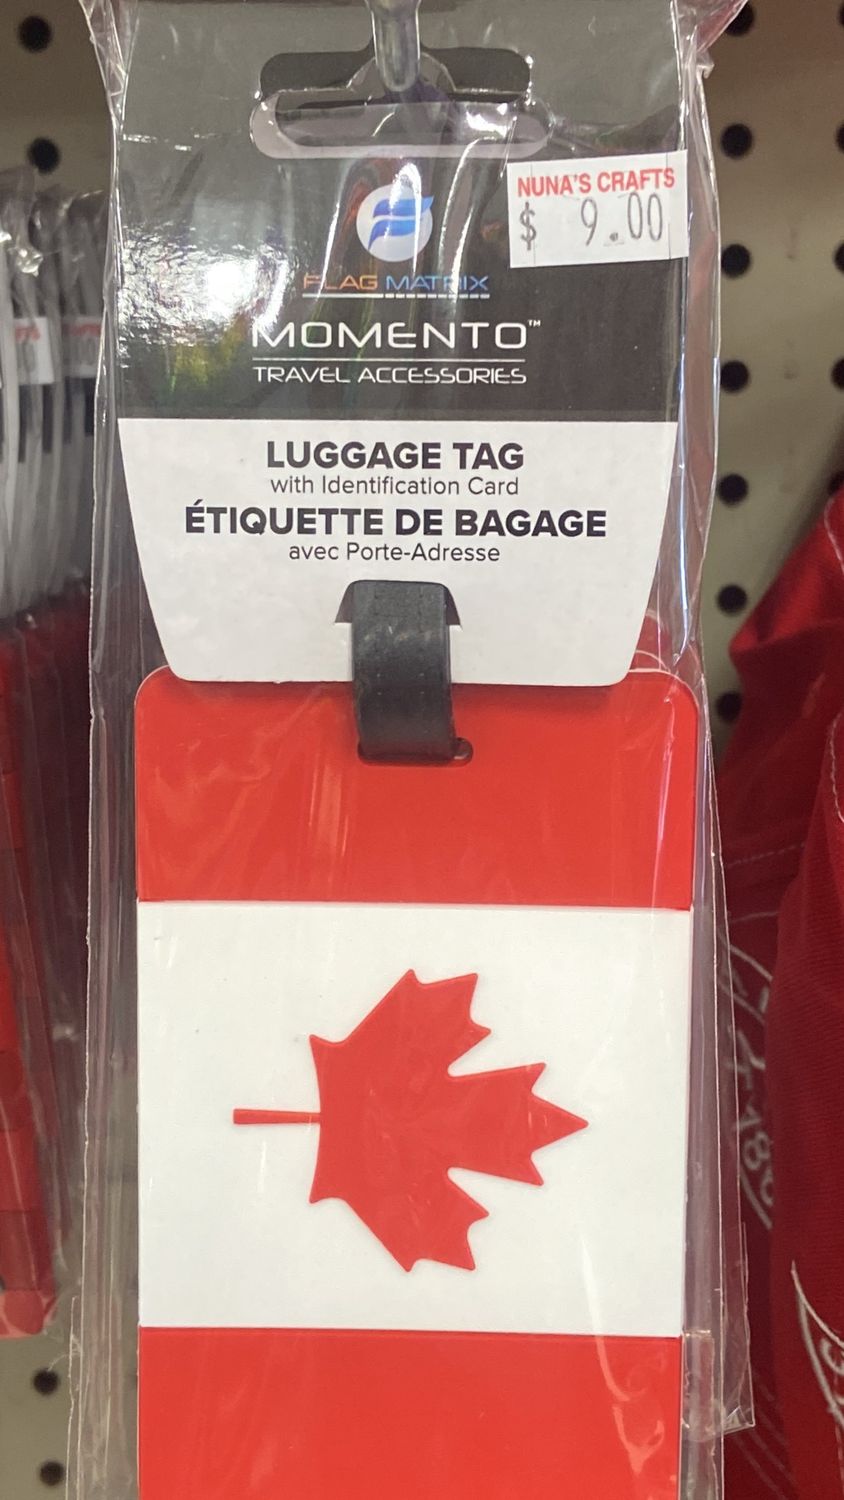 NUNA'S CRAFTS
$ 9.00
FLAG MATRIX
MOMENTO™
TRAVEL ACCESSORIES
LUGGAGE TAG
with Identification Card
ÉTIQUETTE DE BAGAGE
avec Porte-Adresse